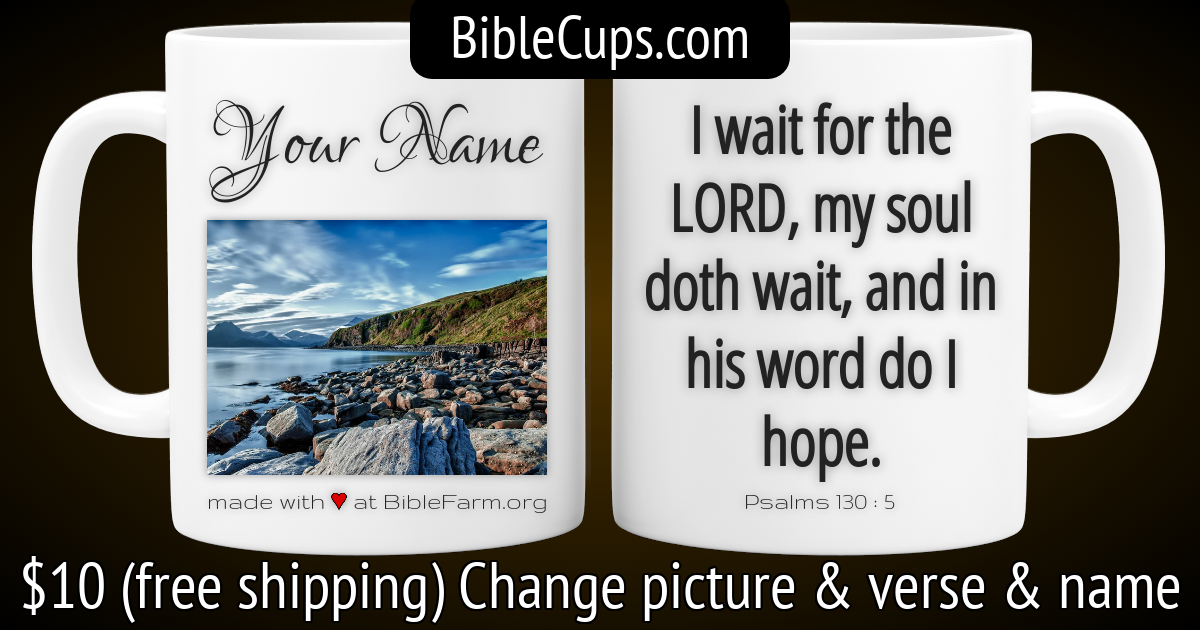 BibleCups.com
Your Name
made with ♥ at BibleFarm.org
I wait for the
LORD, my soul
doth wait, and in
his word do I
hope.
Psalms 130 : 5
$10 (free shipping) Change picture & verse & name